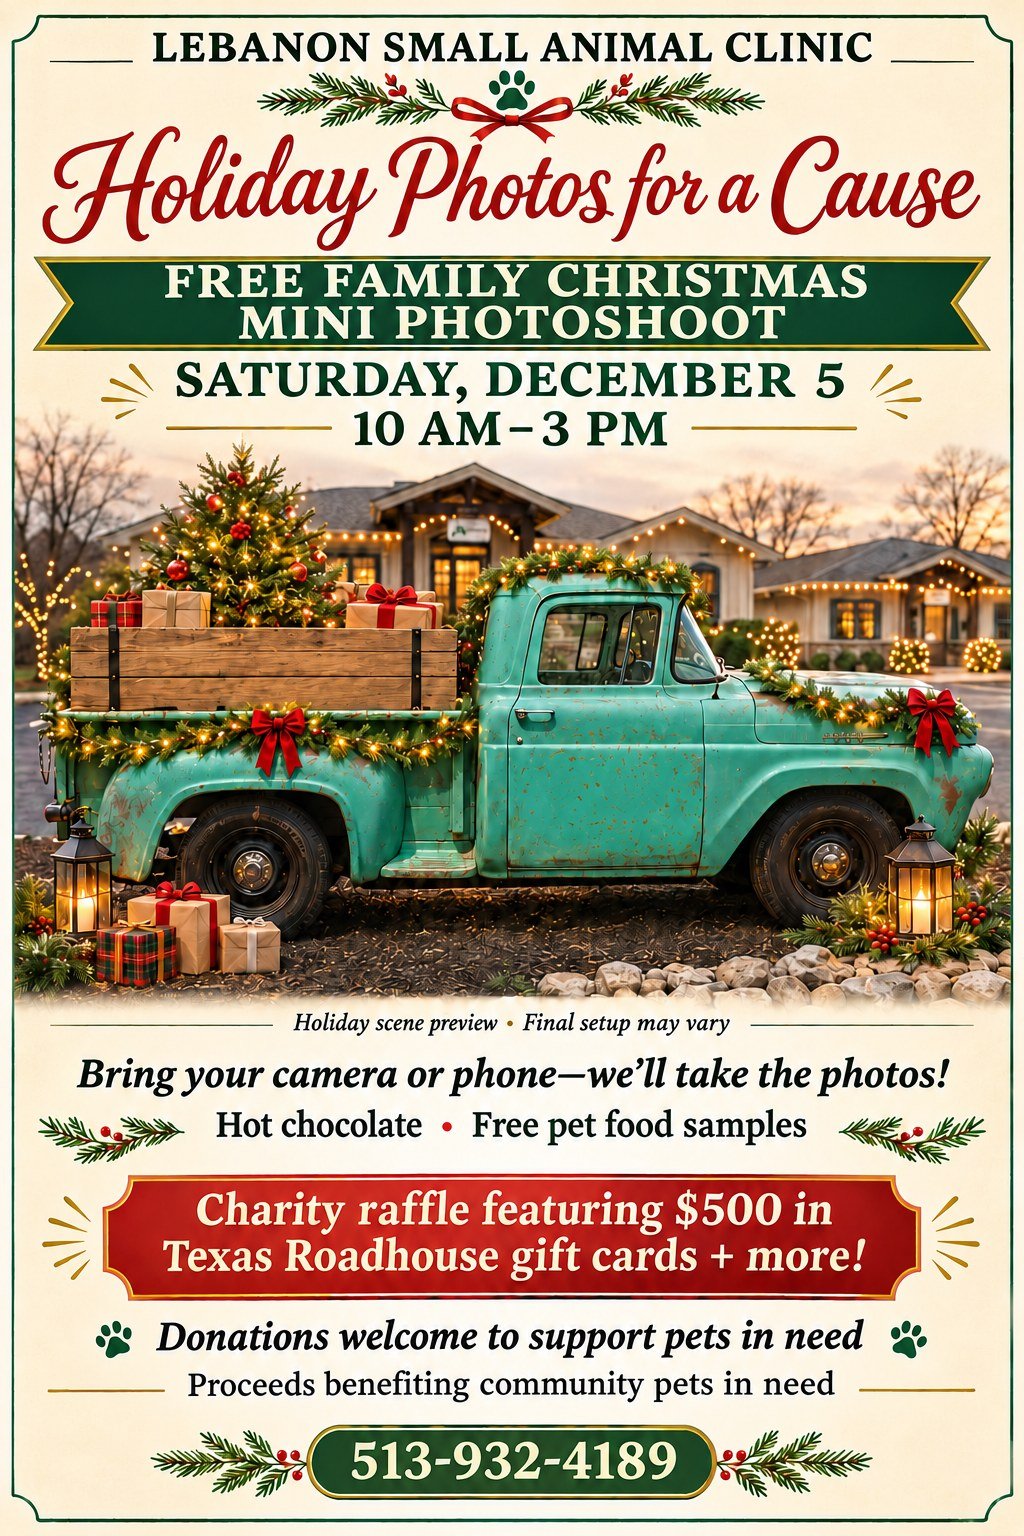 LEBANON SMALL ANIMAL CLINIC
Holiday Photos for a Cause
FREE FAMILY CHRISTMAS
MINI PHOTOSHOOT
SATURDAY, DECEMBER 5
10 AM–3 PM
Holiday scene preview • Final setup may vary
Bring your camera or phone—we'll take the photos!
Hot chocolate • Free pet food samples
Charity raffle featuring $500 in
Texas Roadhouse gift cards + more!
Donations welcome to support pets in need
Proceeds benefiting community pets in need
513-932-4189